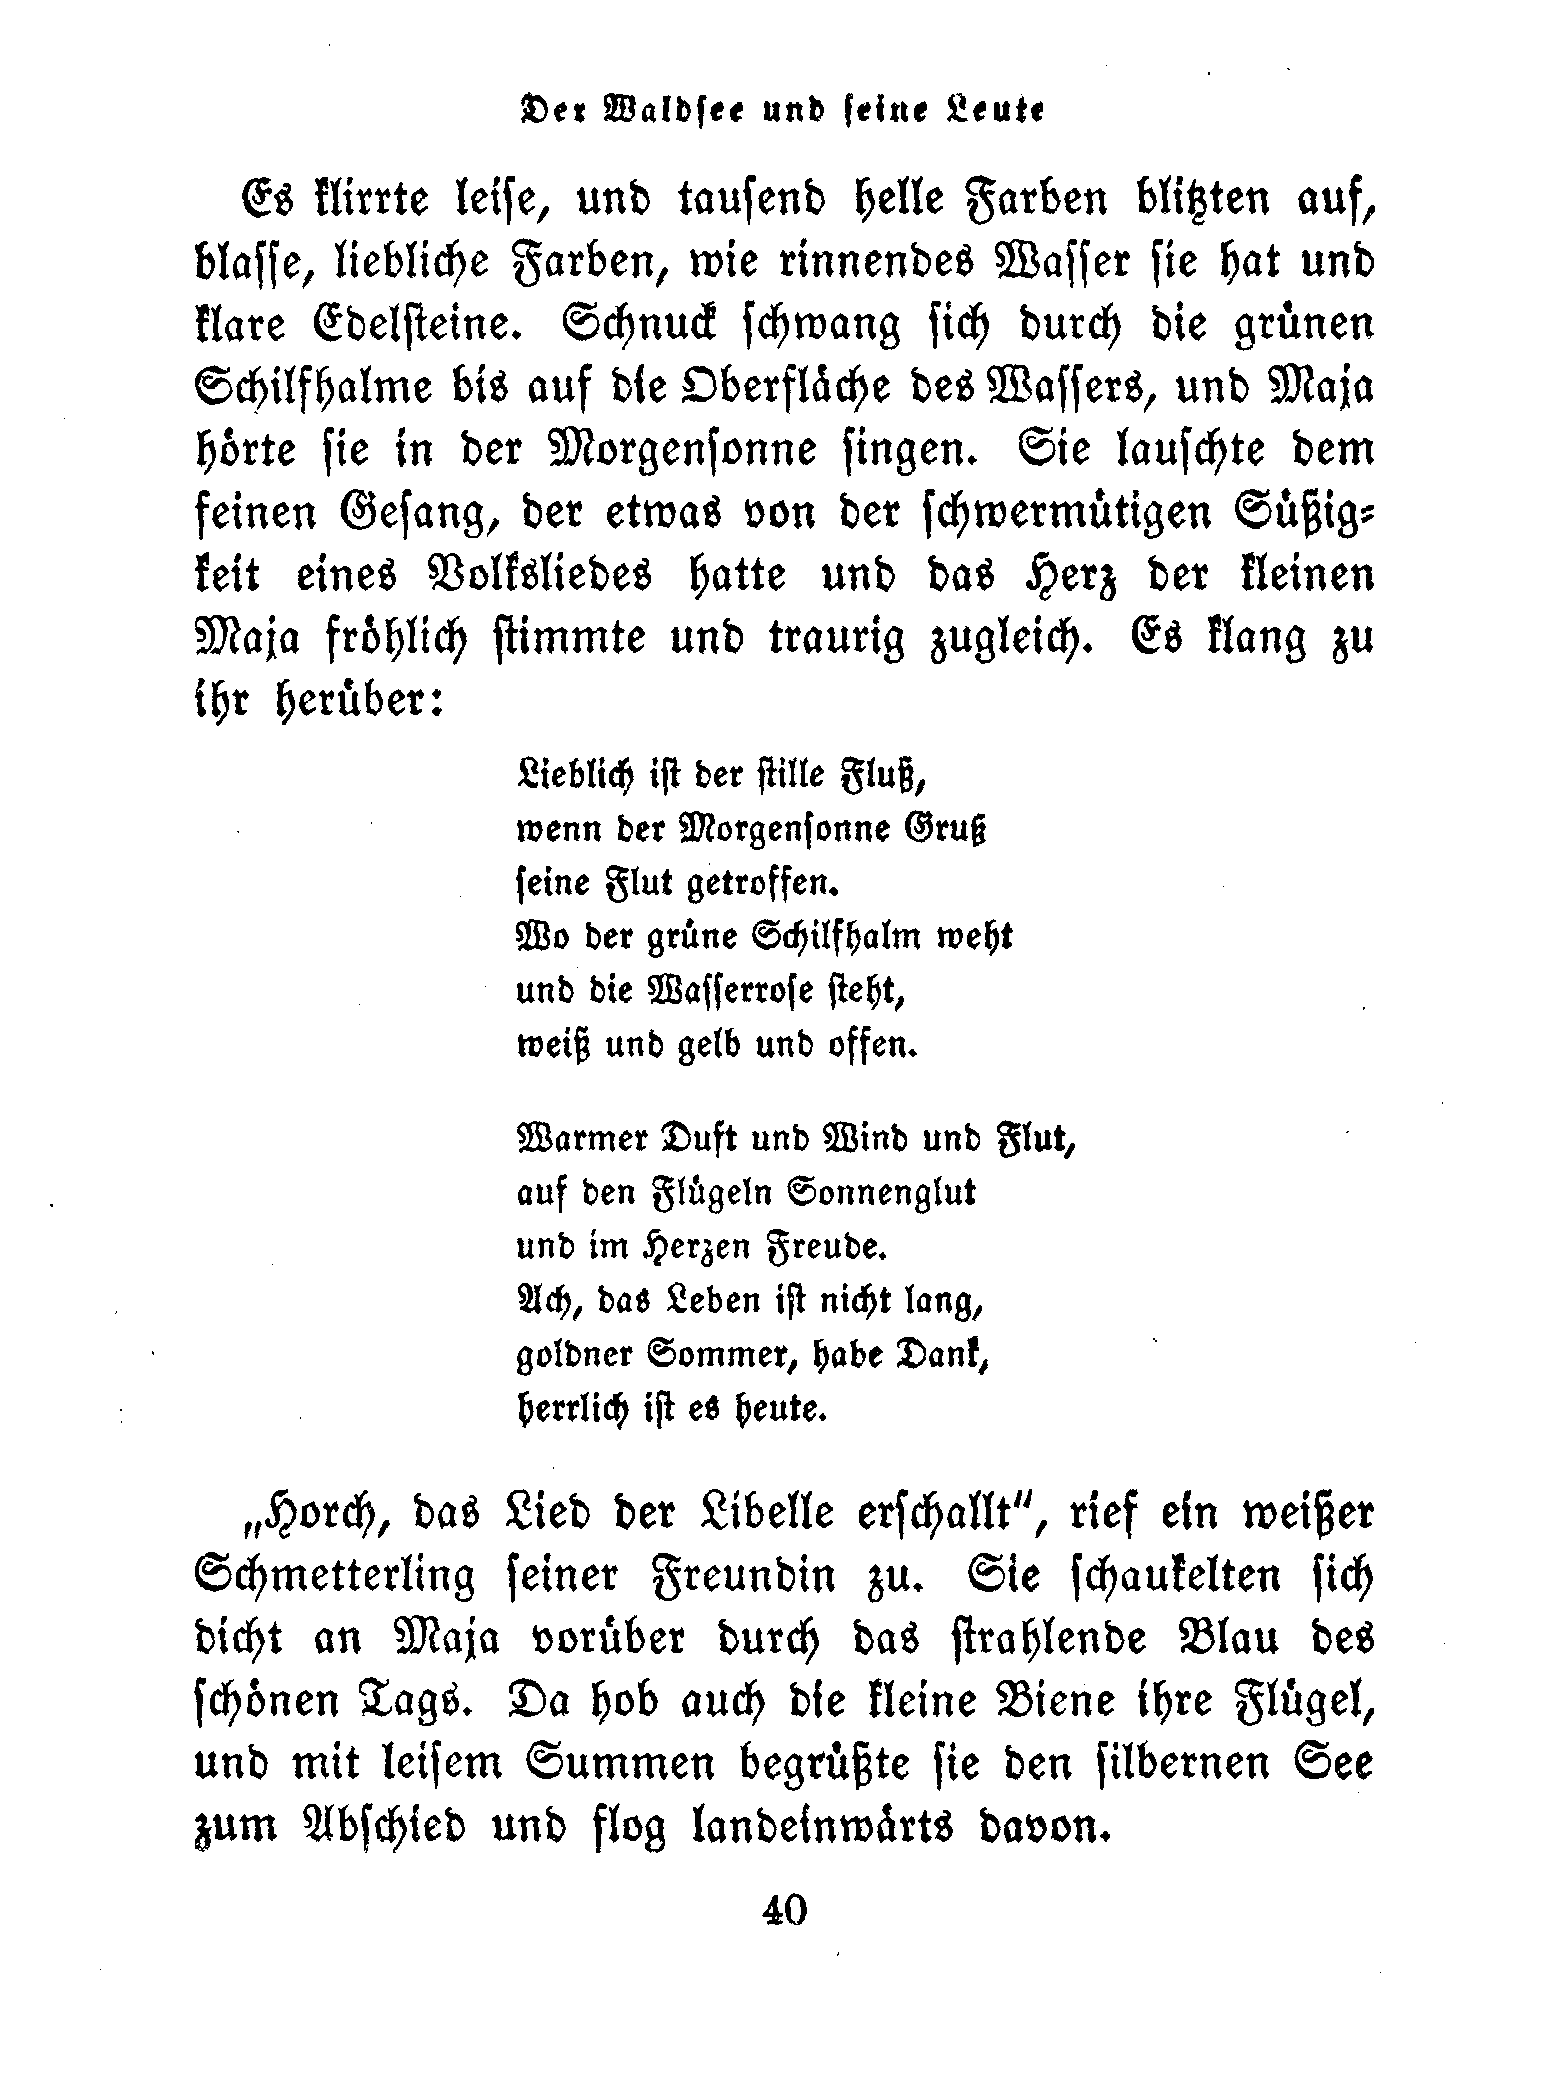 Der Waldsee und seine Leute
Es klirrte leise, und tausend helle Farben blitzten auf,
blasse, liebliche Farben, wie rinnendes Wasser sie hat und
klare Edelsteine. Schnuck schwang sich durch die grünen
Schilfhalme bis auf die Oberfläche des Wassers, und Maja
hörte sie in der Morgensonne singen. Sie lauschte dem
feinen Gesang, der etwas von der schwermütigen Süßig-
keit eines Volksliedes hatte und das Herz der kleinen
Maja fröhlich stimmte und traurig zugleich. Es klang zu
ihr herüber:
Lieblich ist der stille Fluß,
wenn der Morgensonne Gruß
seine Flut getroffen.
Wo der grüne Schilfhalm weht
und die Wasserrose steht,
weiß und gelb und offen.
Warmer Duft und Wind und Flut,
auf den Flügeln Sonnenglut
und im Herzen Freude.
Ach, das Leben ist nicht lang,
goldner Sommer, habe Dank,
herrlich ist es heute.
„Horch, das Lied der Libelle erschallt“, rief ein weißer
Schmetterling seiner Freundin zu. Sie schaukelten sich
dicht an Maja vorüber durch das strahlende Blau des
schönen Tags. Da hob auch die kleine Biene ihre Flügel,
und mit leisem Summen begrüßte sie den silbernen See
zum Abschied und flog landeinwärts davon.
40